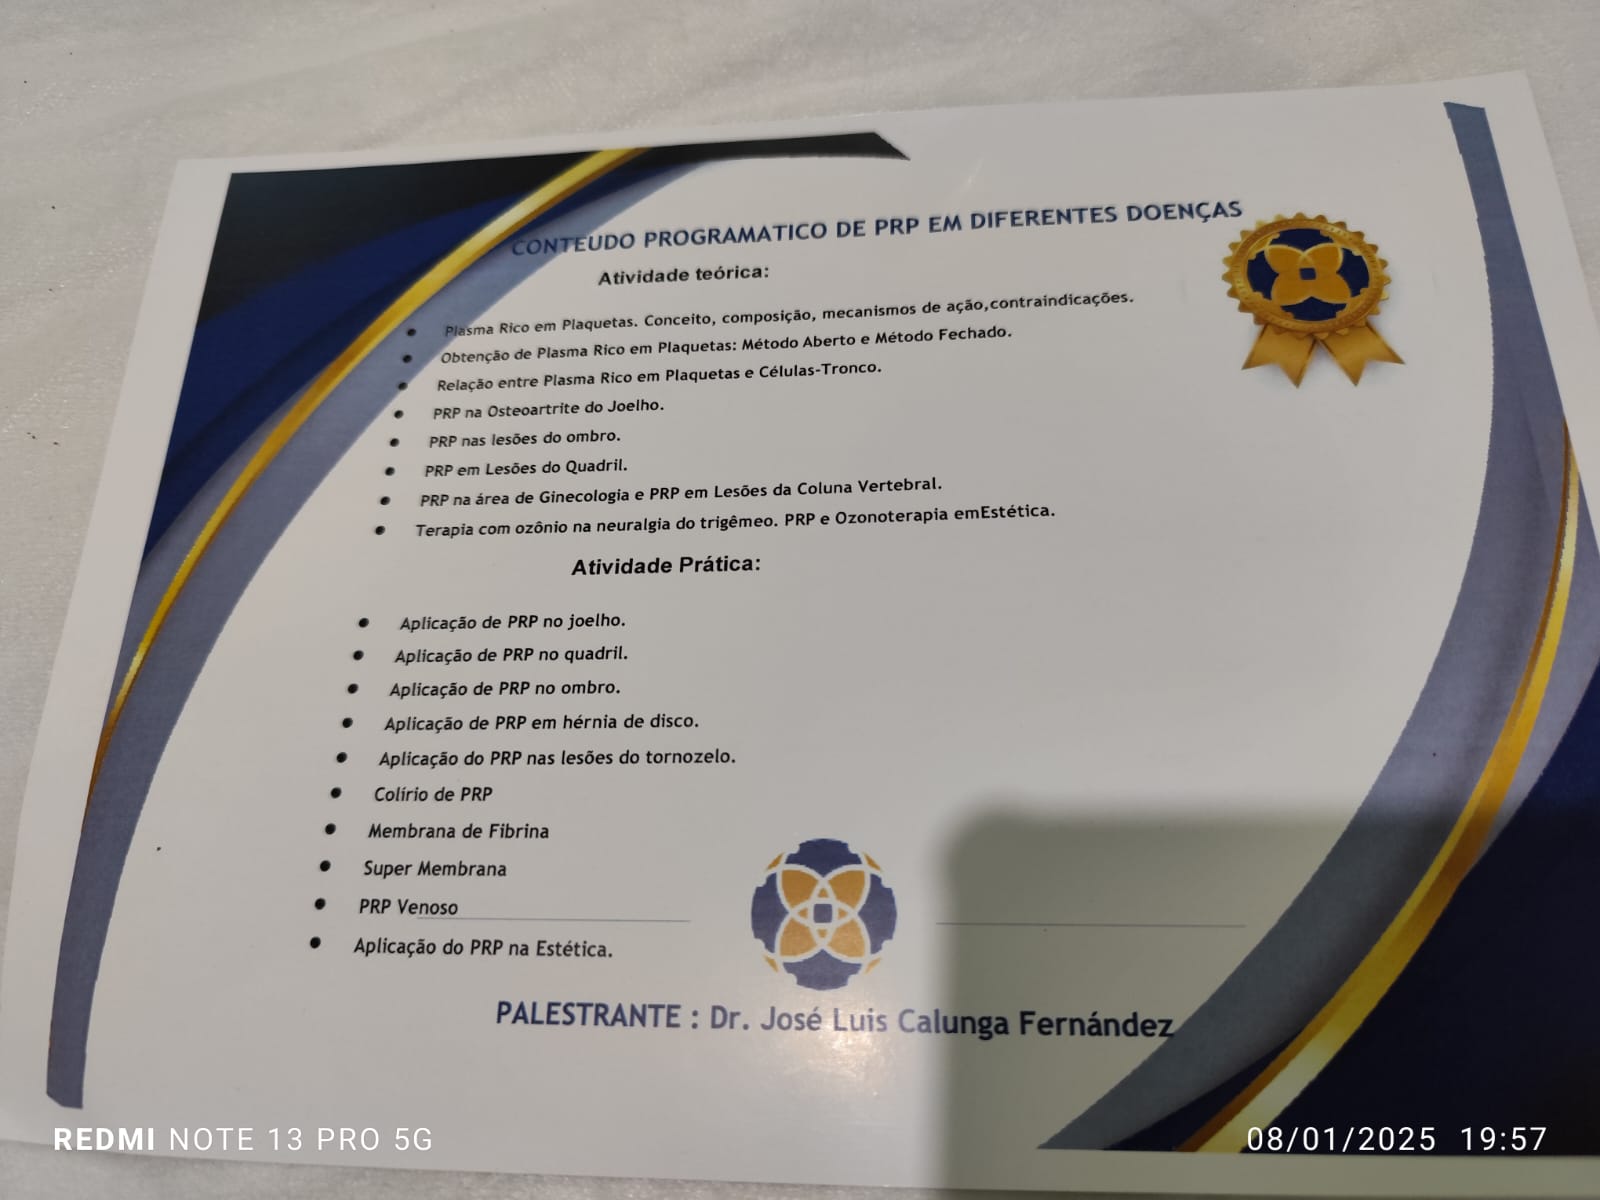 CONTEUDO PROGRAMATICO DE PRP EM DIFERENTES DOENÇAS
Atividade teórica:
• Plasma Rico em Plaquetas. Conceito, composição, mecanismos de ação,contraindicações.
• Obtenção de Plasma Rico em Plaquetas: Método Aberto e Método Fechado.
• Relação entre Plasma Rico em Plaquetas e Células-Tronco.
• PRP na Osteoartrite do Joelho.
• PRP nas lesões do ombro.
• PRP em Lesões do Quadril.
• PRP na área de Ginecologia e PRP em Lesões da Coluna Vertebral.
• Terapia com ozônio na neuralgia do trigêmeo. PRP e Ozonoterapia emEstética.
Atividade Prática:
• Aplicação de PRP no joelho.
• Aplicação de PRP no quadril.
• Aplicação de PRP no ombro.
• Aplicação de PRP em hérnia de disco.
• Aplicação do PRP nas lesões do tornozelo.
• Colírio de PRP
• Membrana de Fibrina
• Super Membrana
• PRP Venoso
• Aplicação do PRP na Estética.
PALESTRANTE : Dr. José Luis Calunga Fernández
REDMI NOTE 13 PRO 5G
08/01/2025 19:57